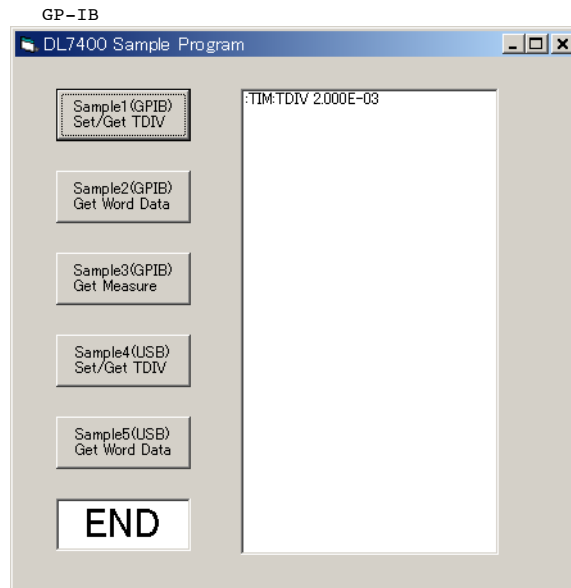 GP-IB
DL7400 Sample Program
Sample1(GPIB)
Set/Get TDIV
:TIM:TDIV 2.000E-03
Sample2(GPIB)
Get Word Data
Sample3(GPIB)
Get Measure
Sample4(USB)
Set/Get TDIV
Sample5(USB)
Get Word Data
END